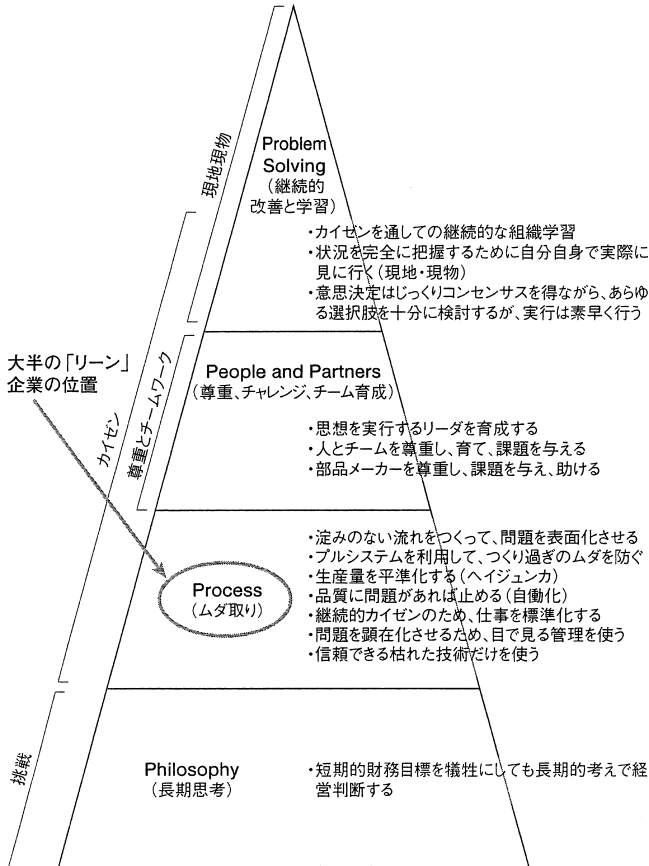 現地現物
Problem
Solving
(継続的
改善と学習)
・カイゼンを通しての継続的な組織学習
・状況を完全に把握するために自分自身で実際に
見に行く(現地・現物)
・意思決定はじっくりコンセンサスを得ながら、あらゆ
る選択肢を十分に検討するが、実行は素早く行う
大半の「リーン」
企業の位置
カイゼン
尊重とチームワーク
People and Partners
(尊重、チャレンジ、チーム育成)
・思想を実行するリーダを育成する
・人とチームを尊重し、育て、課題を与える
・部品メーカーを尊重し、課題を与え、助ける
Process
(ムダ取り)
・淀みのない流れをつくって、問題を表面化させる
・プルシステムを利用して、つくり過ぎのムダを防ぐ
・生産量を平準化する(ヘイジュンカ)
・品質に問題があれば止める(自働化)
・継続的カイゼンのため、仕事を標準化する
・問題を顕在化させるため、目で見る管理を使う
・信頼できる枯れた技術だけを使う
挑戦
Philosophy
(長期思考)
・短期的財務目標を犠牲にしても長期的考えで経
営判断する